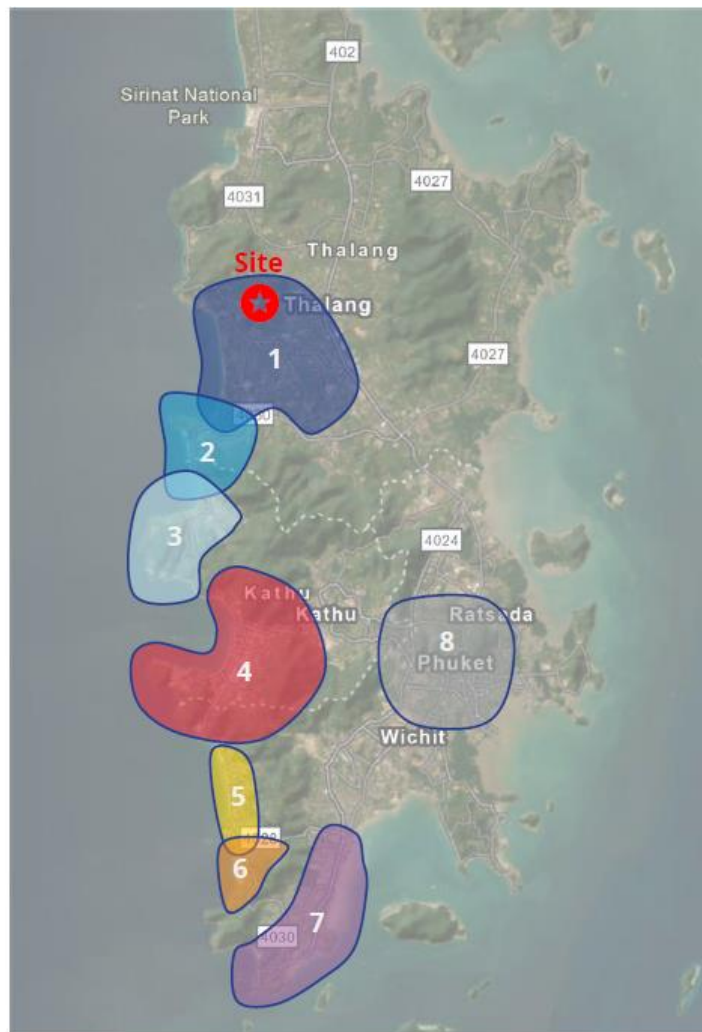 402
Sirinat National
Park
4027
4031
Thalang
Site
Thalang
1
4027
2
3
4024
Kathu
Kathu
Ratsada
8
Phuket
4
Wichit
5
6
7
4030